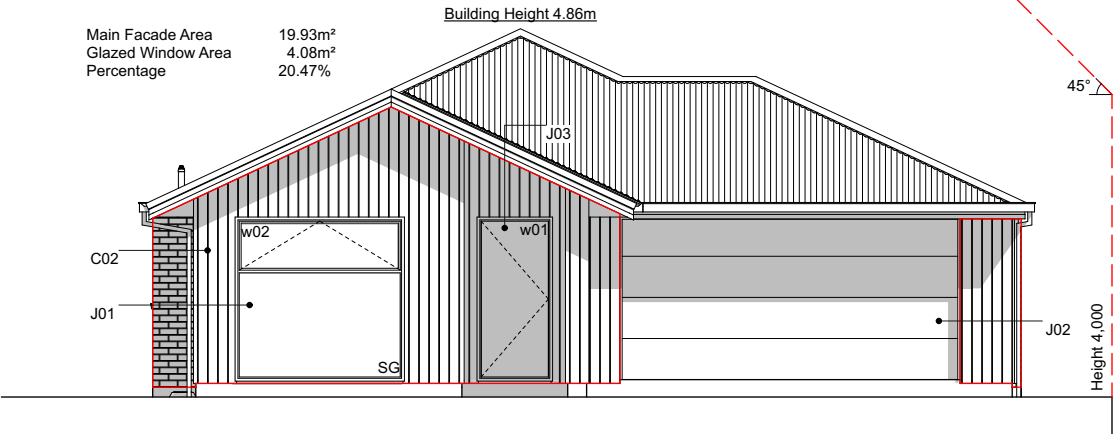 Building Height 4.86m
Main Facade Area 19.93m²
Glazed Window Area 4.08m²
Percentage 20.47%
45°
J03
w02
w01
C02
J01
J02
SG
Height 4,000